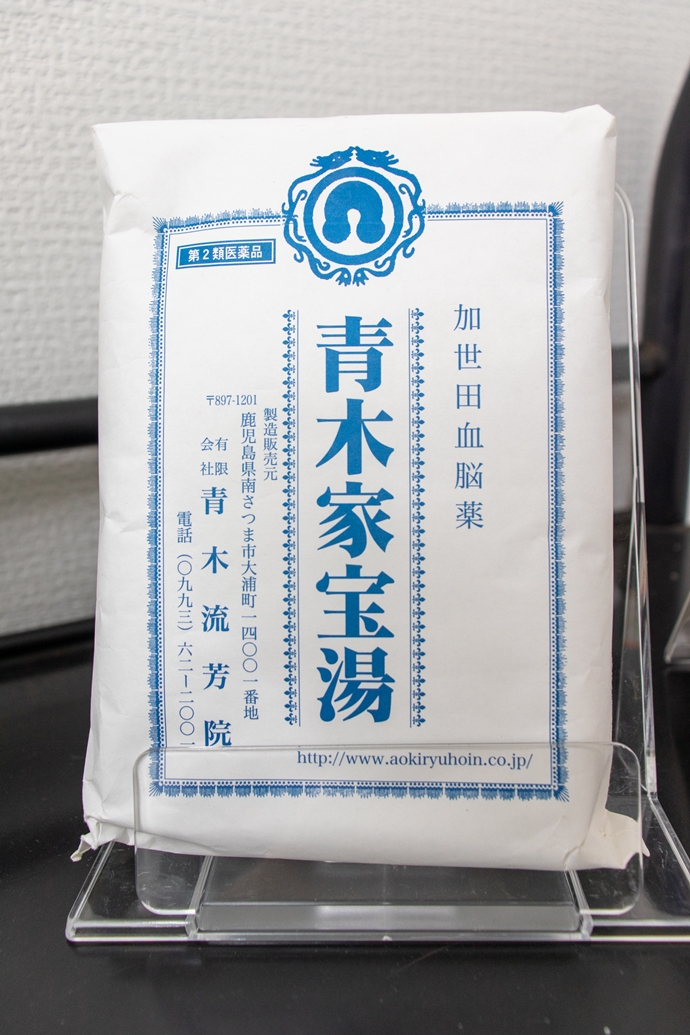 第2類医薬品
加世田血脳薬
青木家宝湯
製造販売元
〒897-1201
鹿児島県南さつま市大浦町一四〇〇一番地
有限会社 青木流芳院
電話(〇九九三)六二ー二〇〇一
http://www.aokiryuhoin.co.jp/